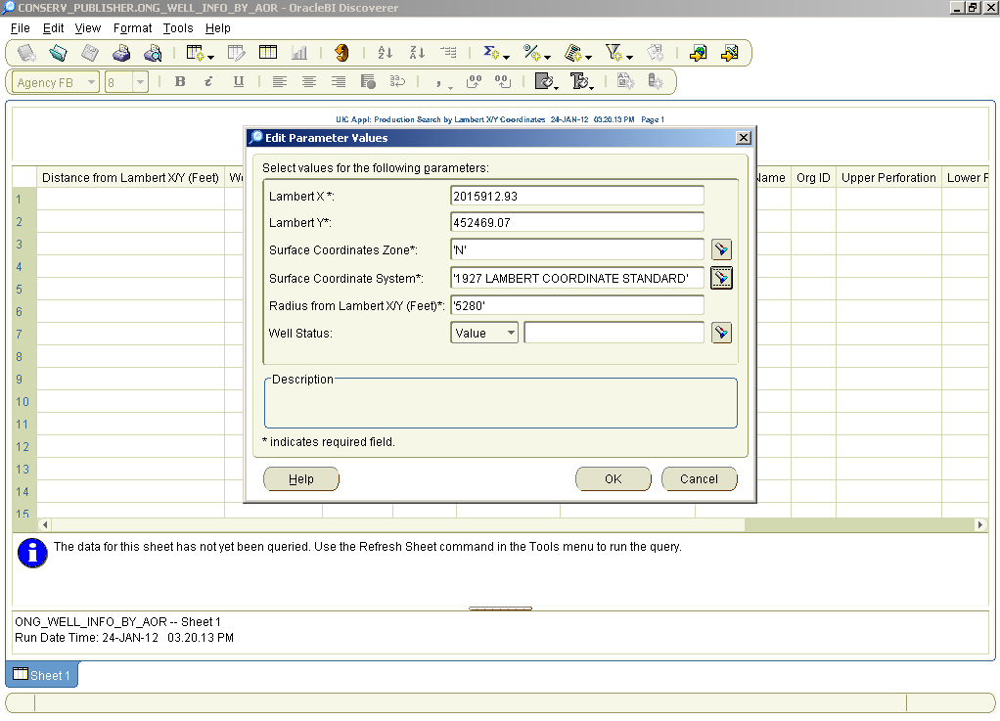 CONSERV_PUBLISHER.ONG_WELL_INFO_BY_AOR - OracleBI Discoverer
File Edit View Format Tools Help
Agency FB 8 B i U
UIC Appl: Production Search by Lambert X/Y Coordinates 24-JAN-12 03.20.13 PM Page 1
Edit Parameter Values
Select values for the following parameters:
Distance from Lambert X/Y (Feet) We Name Org ID Upper Perforation Lower P
Lambert X *: 2015912.93
Lambert Y*: 452469.07
Surface Coordinates Zone*: 'N'
Surface Coordinate System*: '1927 LAMBERT COORDINATE STANDARD'
Radius from Lambert X/Y (Feet)*: '5280'
Well Status: Value
Description
* indicates required field.
Help OK Cancel
1
2
3
4
5
6
7
8
9
10
11
12
13
14
15
The data for this sheet has not yet been queried. Use the Refresh Sheet command in the Tools menu to run the query.
ONG_WELL_INFO_BY_AOR -- Sheet 1
Run Date Time: 24-JAN-12 03.20.13 PM
Sheet 1